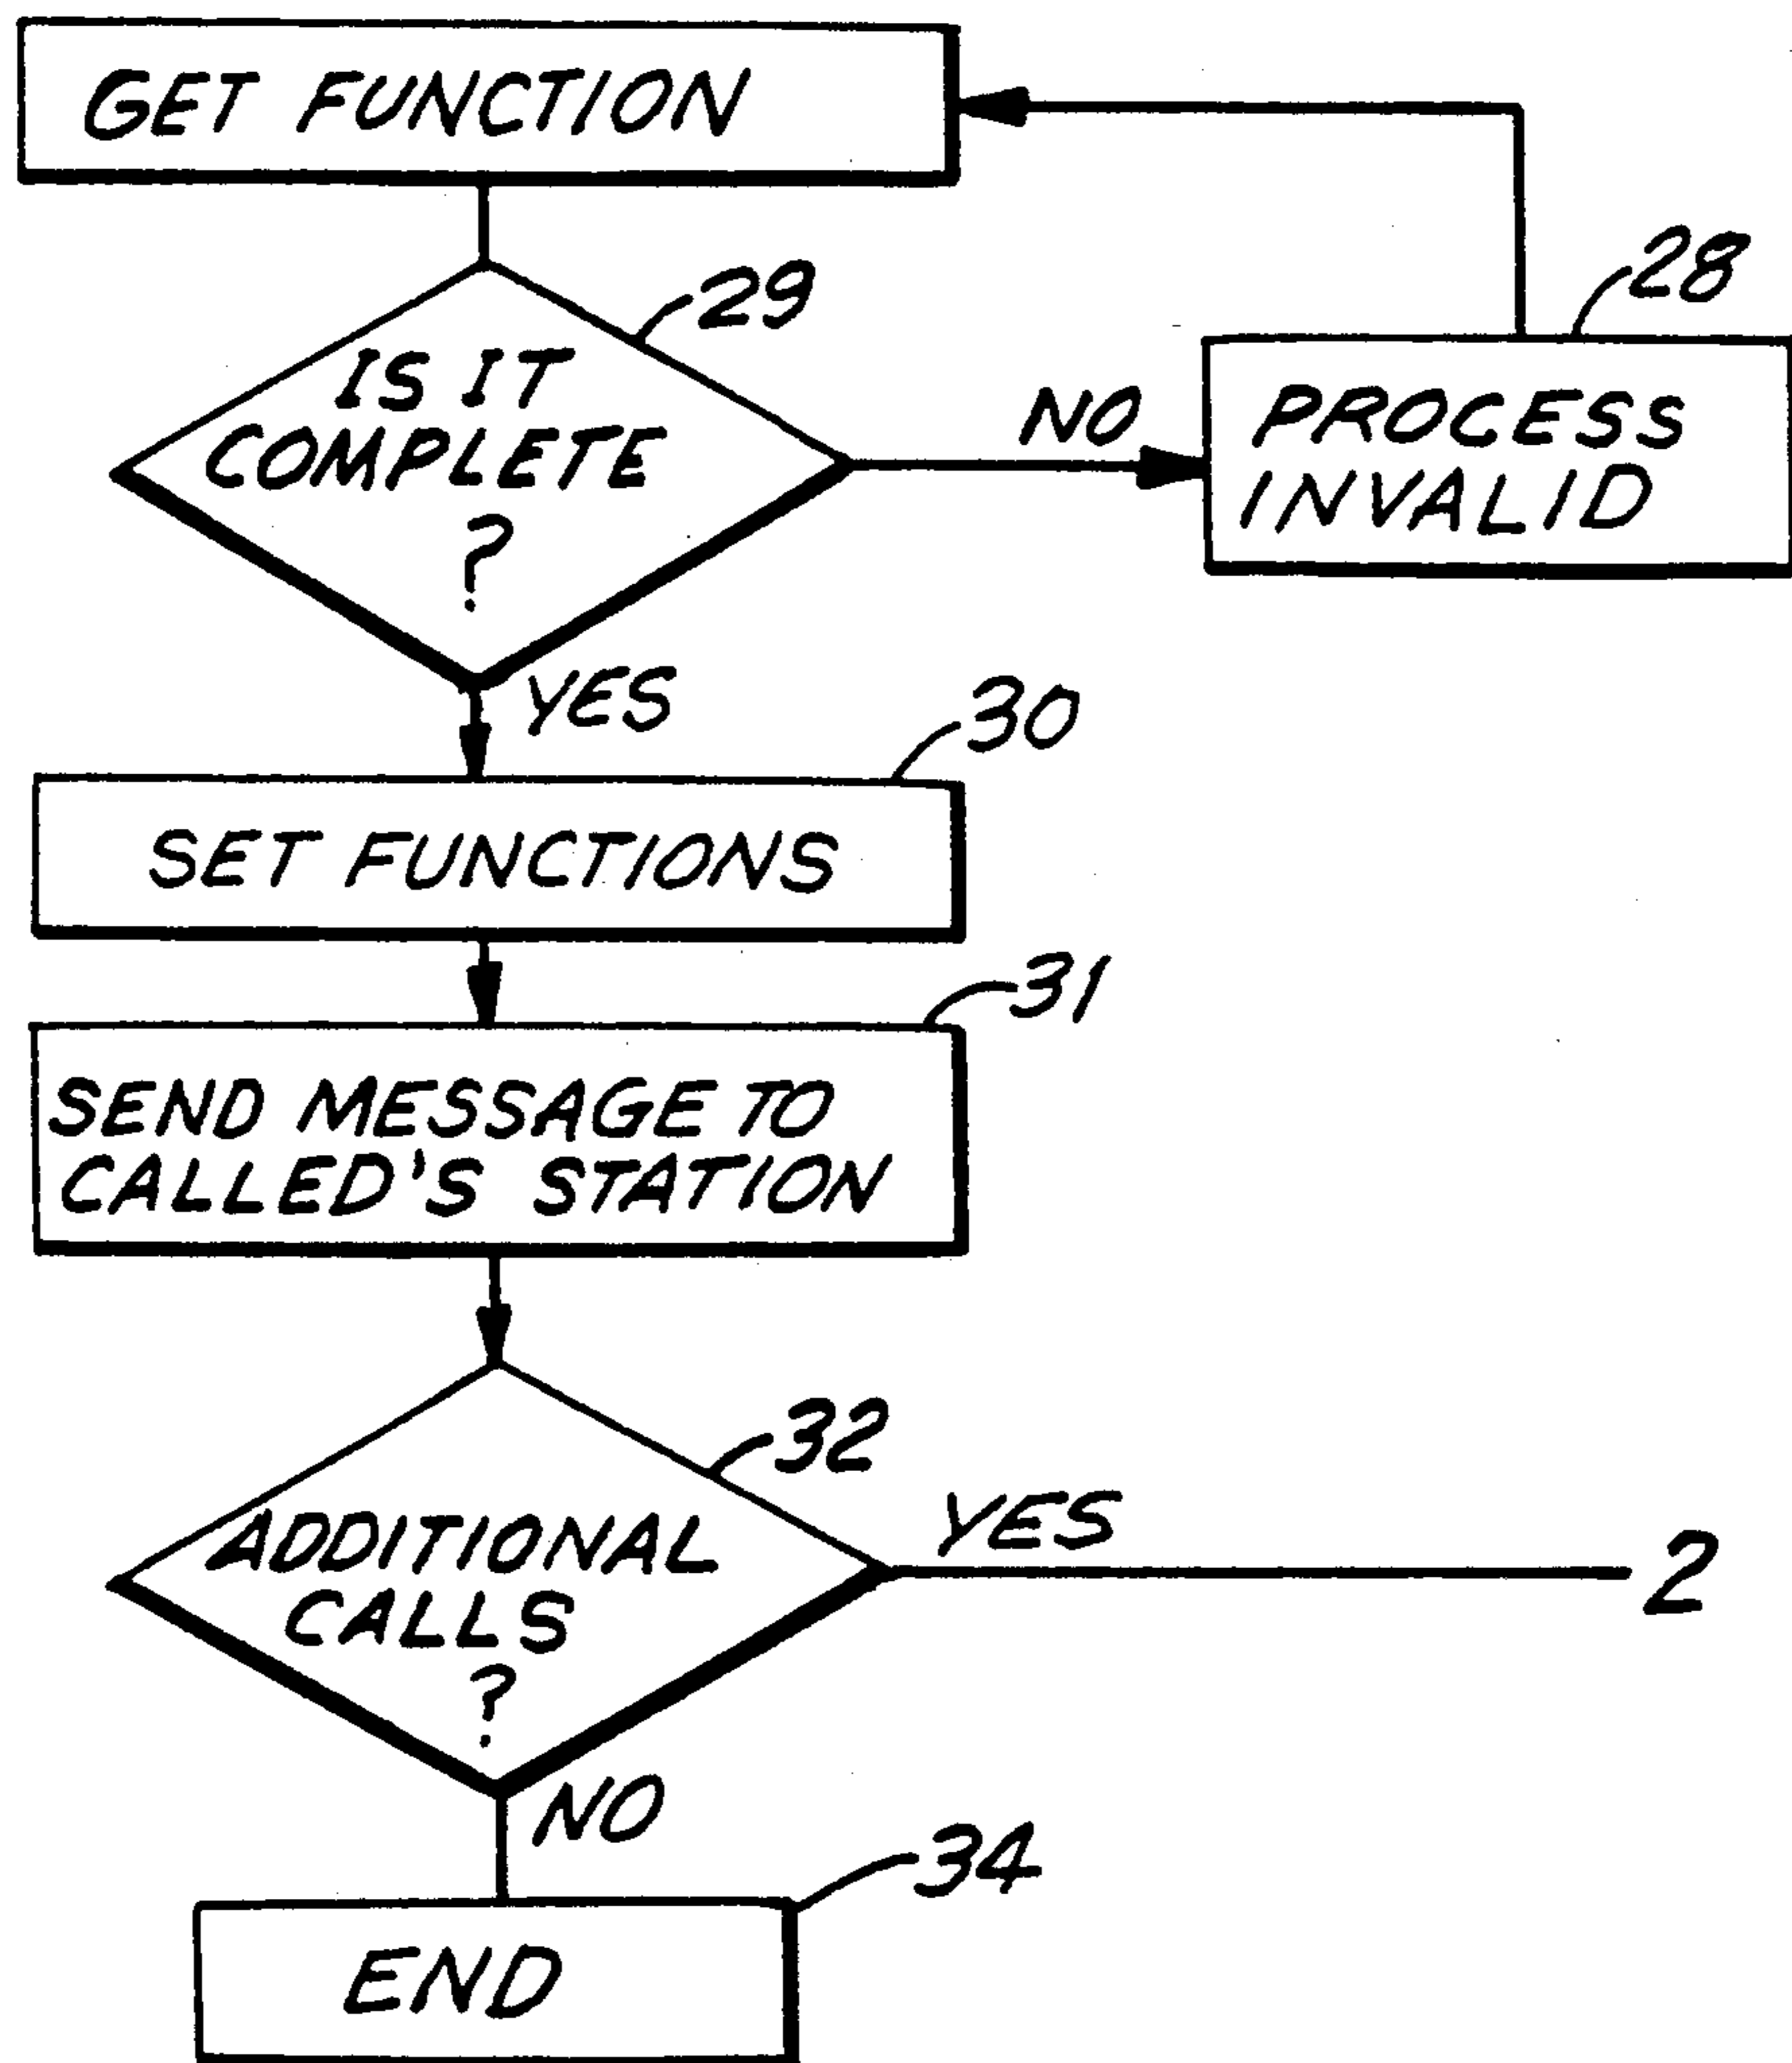 GET FUNCTION
29
28
IS IT
COMPLETE
?
NO
PROCESS
INVALID
YES
30
SET FUNCTIONS
31
SEND MESSAGE TO
CALLED'S STATION
32
YES
2
ADDITIONAL
CALLS
?
NO
34
END